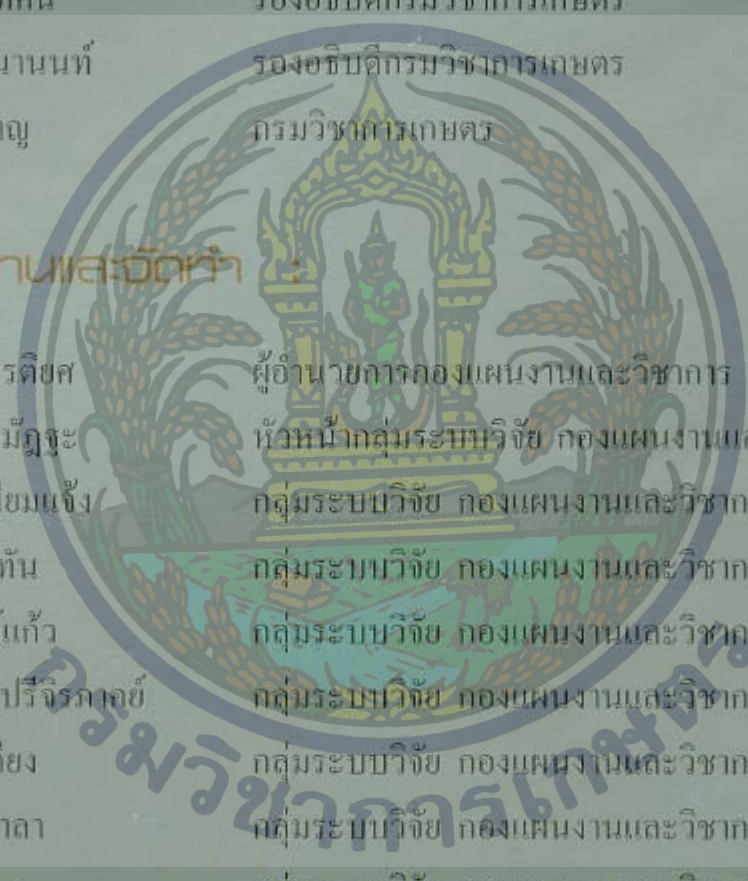 รองอธิบดีกรมวิชาการเกษตร
นานนท์ รองอธิบดีกรมวิชาการเกษตร
กรมวิชาการเกษตร
านและจัดทำ :
รติยศ ผู้อำนวยการกองแผนงานและวิชาการ
มัฏฐะ หัวหน้ากลุ่มระบบวิจัย กองแผนงานแล
ยมแจ้ง กลุ่มระบบวิจัย กองแผนงานและวิชาก
ทัน กลุ่มระบบวิจัย กองแผนงานและวิชาก
แก้ว กลุ่มระบบวิจัย กองแผนงานและวิชาก
ปรีจิรภาคย์ กลุ่มระบบวิจัย กองแผนงานและวิชาก
ยง กลุ่มระบบวิจัย กองแผนงานและวิชาก
าลา กลุ่มระบบวิจัย กองแผนงานและวิชาก
กรมวิชาการเกษตร